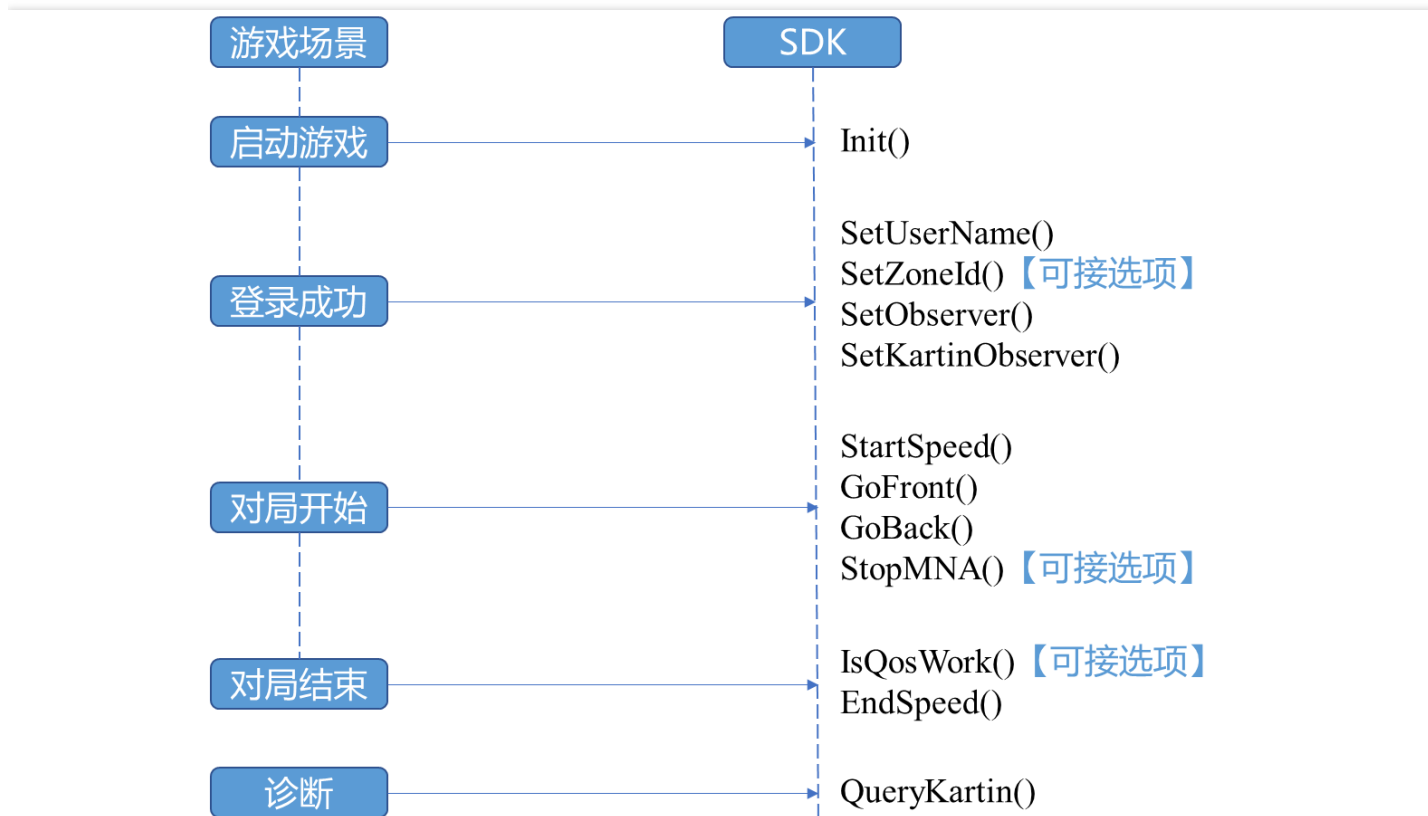 游戏场景
SDK
启动游戏
Init()
SetUserName()
SetZoneId()【可接选项】
登录成功
SetObserver()
SetKartinObserver()
StartSpeed()
GoFront()
对局开始
GoBack()
StopMNA()【可接选项】
IsQosWork()【可接选项】
对局结束
EndSpeed()
诊断
QueryKartin()